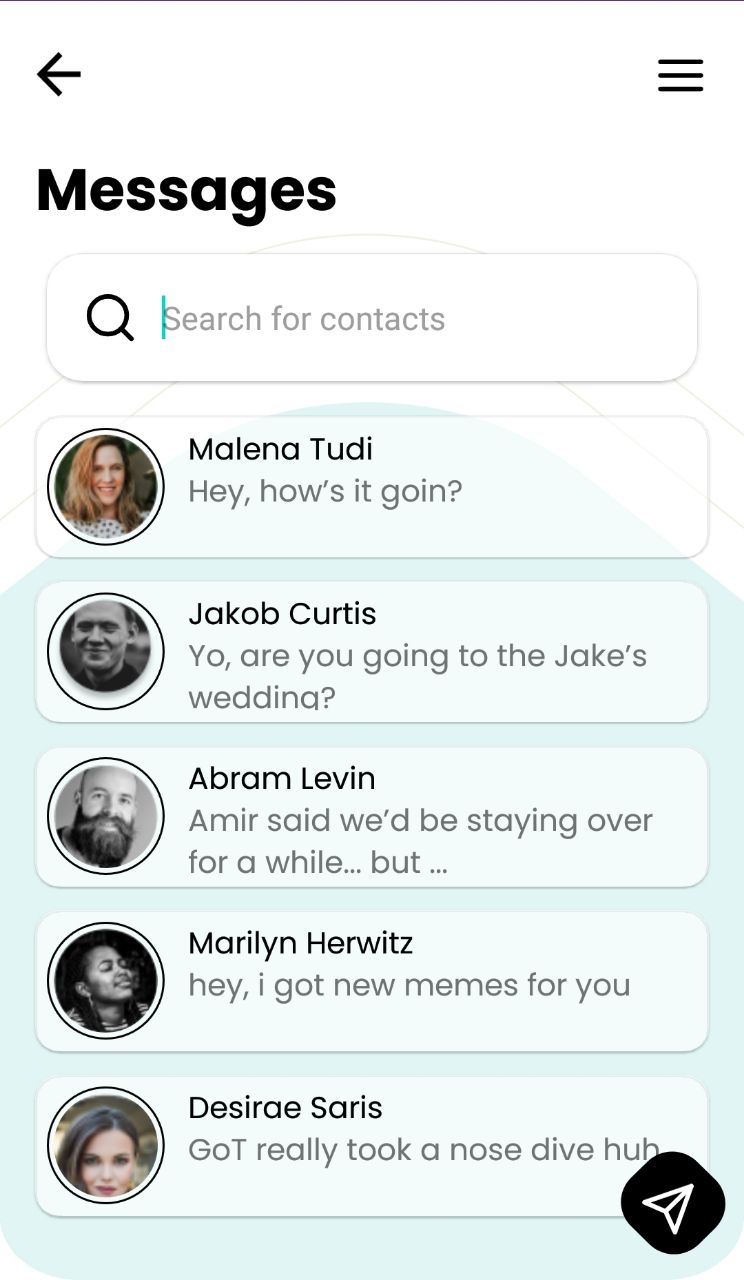 Messages
Search for contacts
Malena Tudi
Hey, how’s it goin?
Jakob Curtis
Yo, are you going to the Jake’s
wedding?
Abram Levin
Amir said we’d be staying over
for a while... but ...
Marilyn Herwitz
hey, i got new memes for you
Desirae Saris
GoT really took a nose dive huh